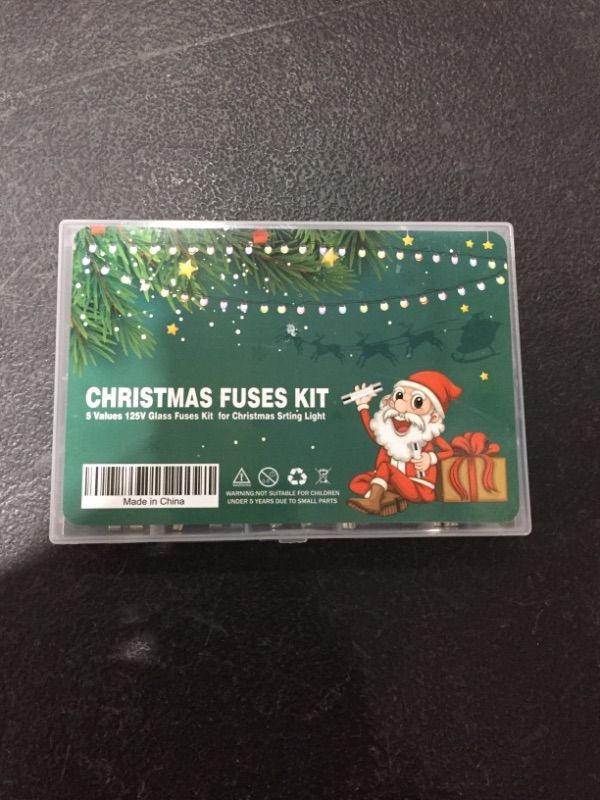 CHRISTMAS FUSES KIT
5 Values 125V Glass Fuses Kit for Christmas Srting Light
Made in China
WARNING:NOT SUITABLE FOR CHILDREN
UNDER 5 YEARS DUE TO SMALL PARTS